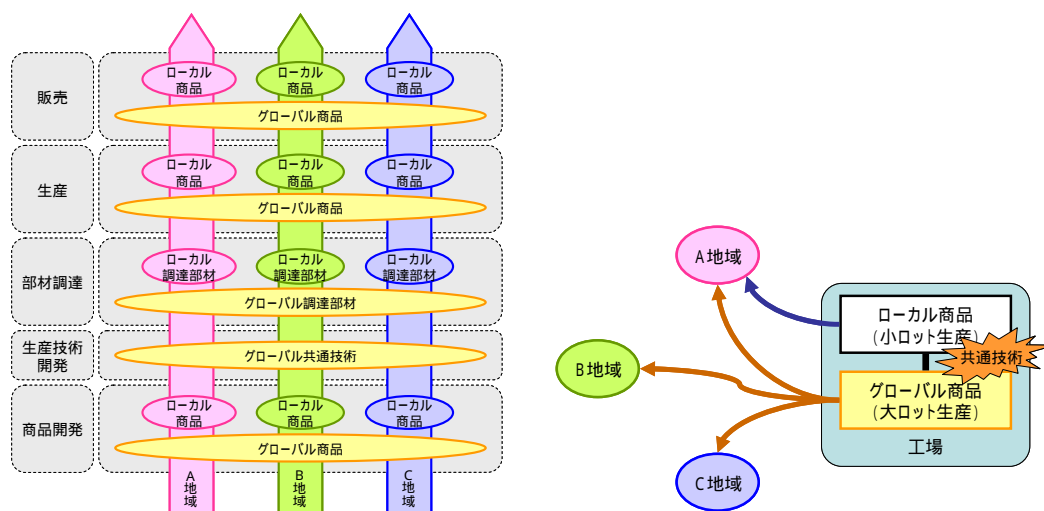 販売
ローカル
商品
ローカル
商品
ローカル
商品
グローバル商品
生産
ローカル
商品
ローカル
商品
ローカル
商品
グローバル商品
部材調達
ローカル
調達部材
ローカル
調達部材
ローカル
調達部材
グローバル調達部材
生産技術
開発
グローバル共通技術
商品開発
ローカル
商品
ローカル
商品
ローカル
商品
グローバル商品
A地域
B地域
C地域
A地域
B地域
C地域
ローカル商品
(小ロット生産)
共通技術
グローバル商品
(大ロット生産)
工場